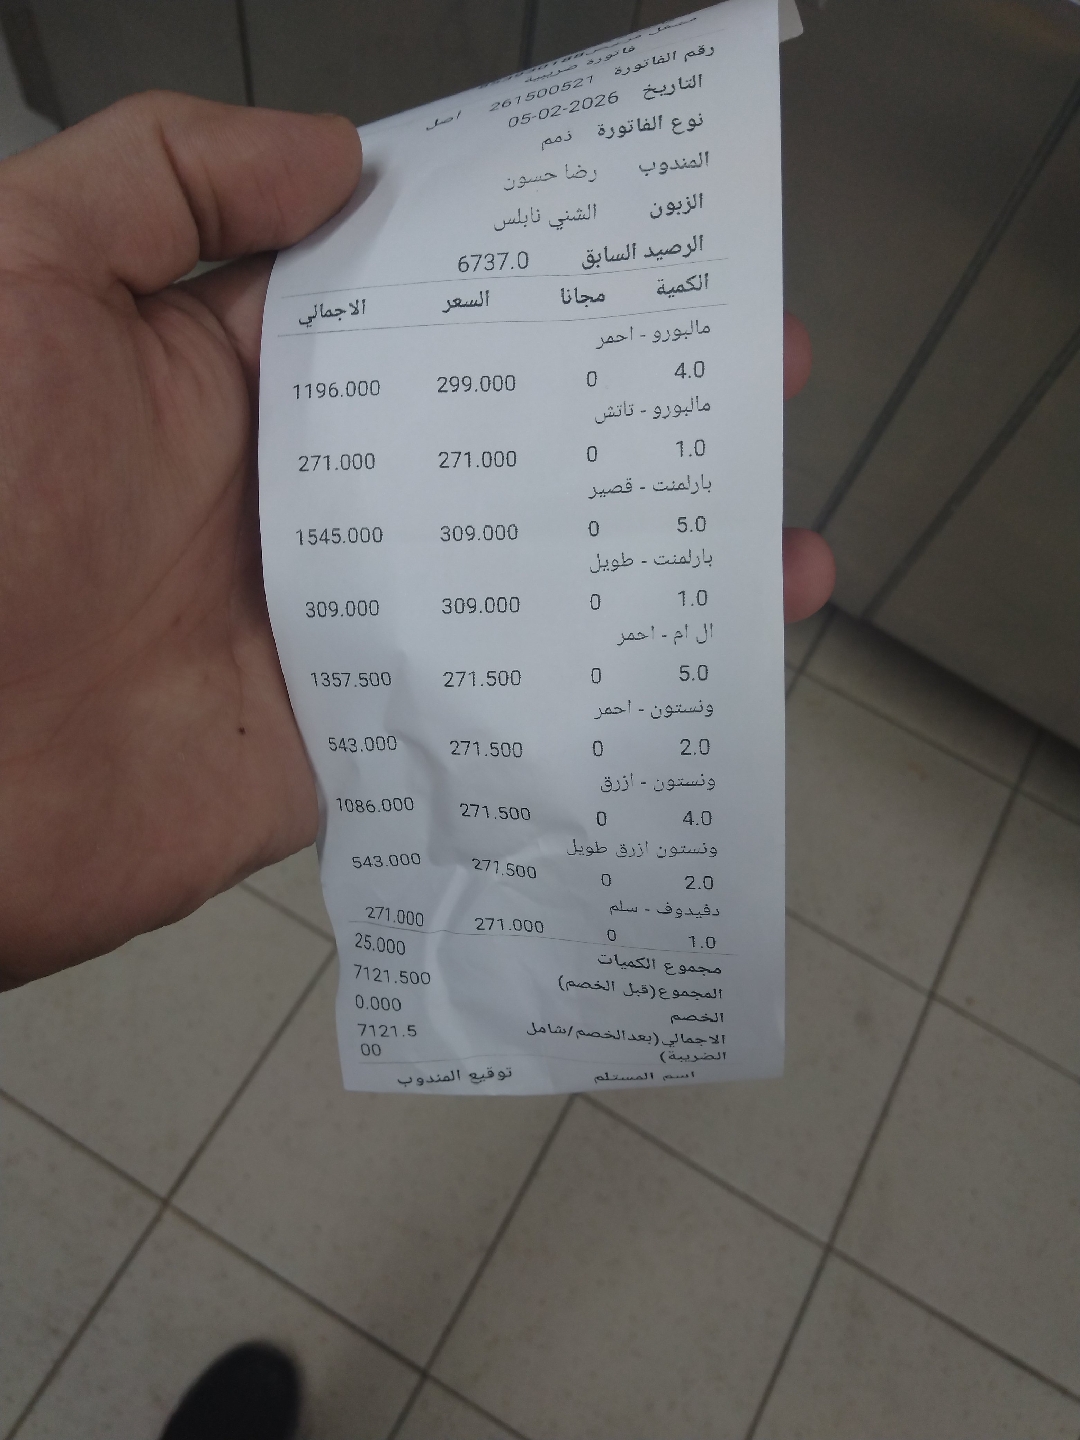 فاتورة ضريبية
رقم الفاتورة 261500521 اصل
التاريخ 05-02-2026
نوع الفاتورة ذمم
المندوب رضا حسون
الزبون الشني نابلس
الرصيد السابق 6737.0
الكمية مجانا السعر الاجمالي
مالبورو - احمر
4.0 0 299.000 1196.000
مالبورو - تاتش
1.0 0 271.000 271.000
بارلمنت - قصير
5.0 0 309.000 1545.000
بارلمنت - طويل
1.0 0 309.000 309.000
ال ام - احمر
5.0 0 271.500 1357.500
ونستون - احمر
2.0 0 271.500 543.000
ونستون - ازرق
4.0 0 271.500 1086.000
ونستون ازرق طويل
2.0 0 271.500 543.000
دفيدوف - سلم
1.0 0 271.000 271.000
مجموع الكميات 25.000
المجموع(قبل الخصم) 7121.500
الخصم 0.000
الاجمالي(بعدالخصم/شامل 7121.5
الضريبة) 00
اسم المستلم توقيع المندوب